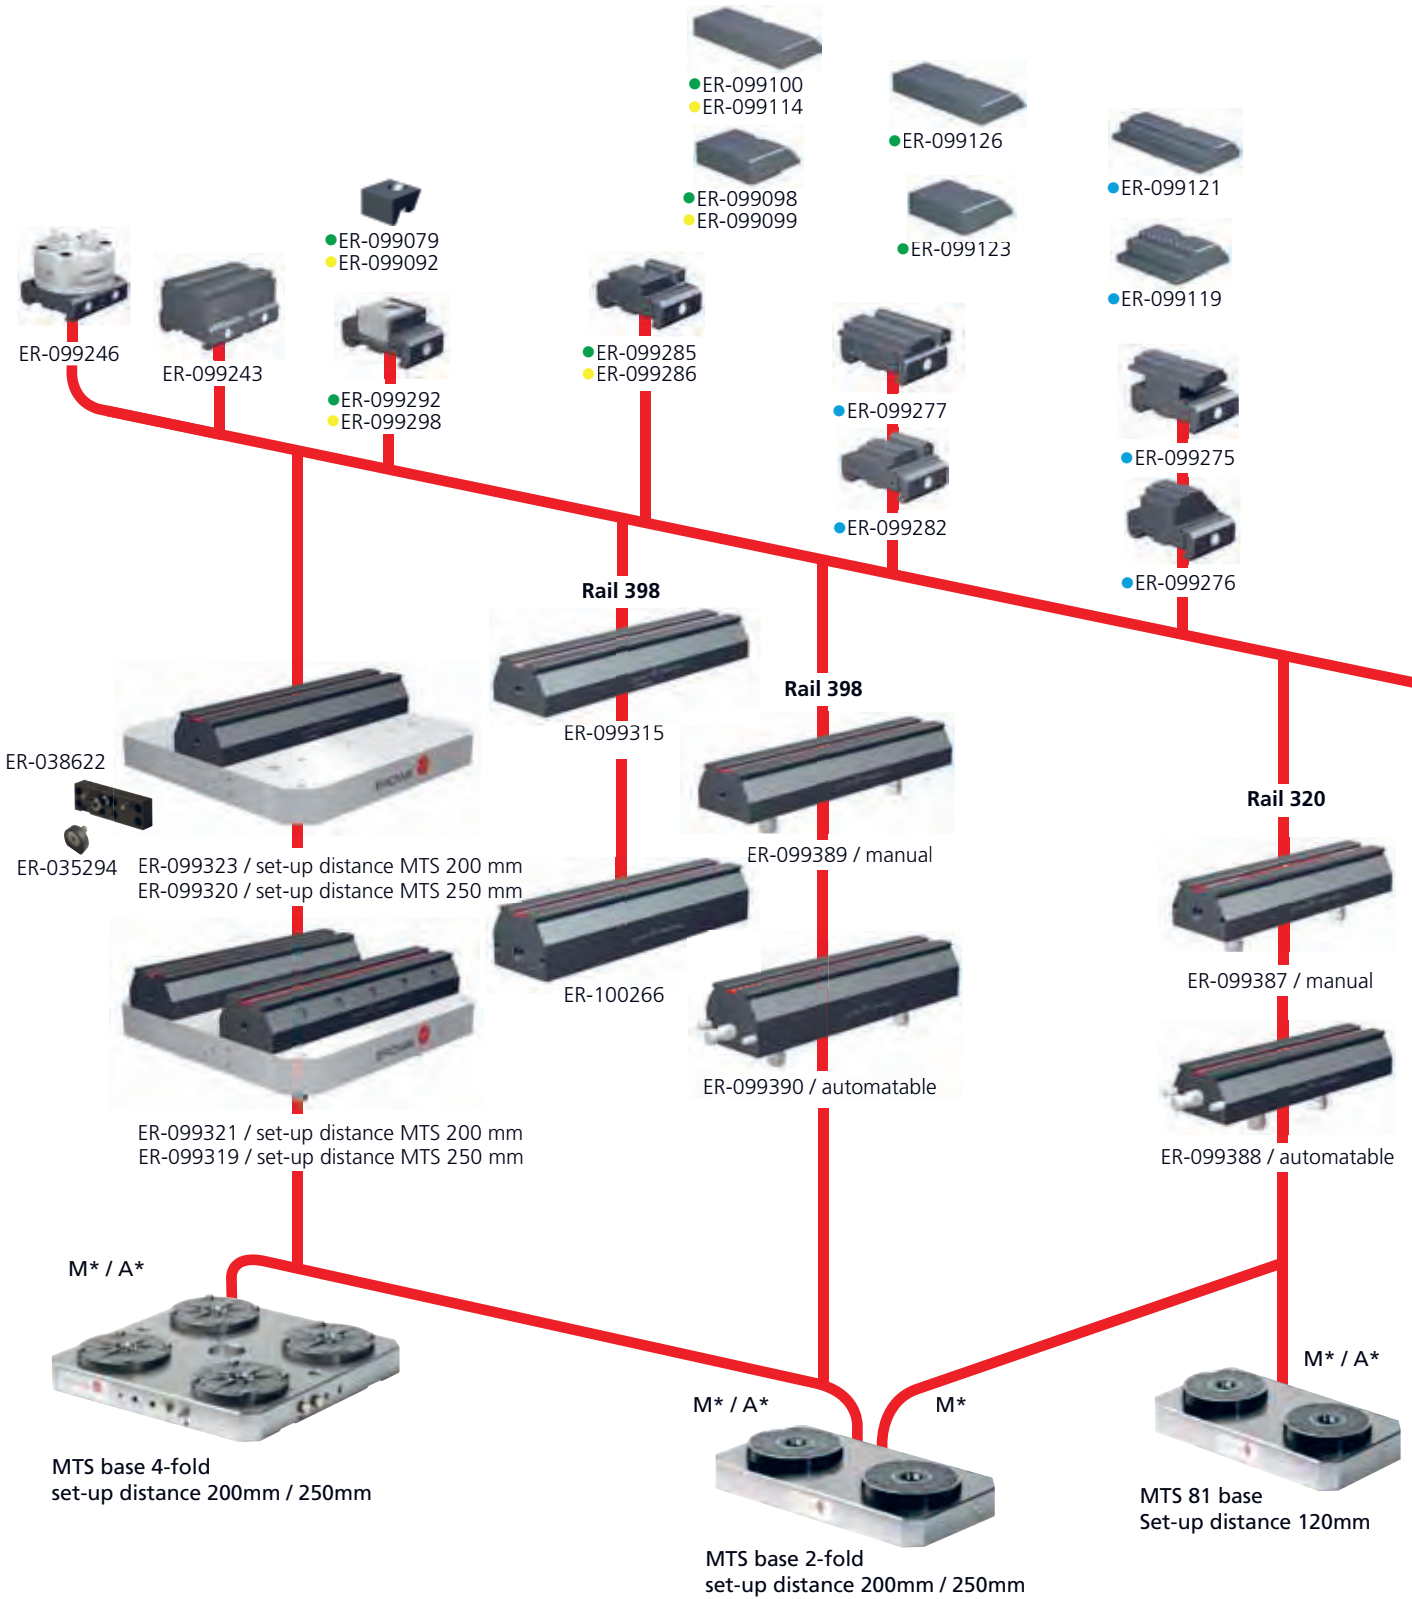 ●ER-099100
●ER-099114
●ER-099126
●ER-099121
●ER-099098
●ER-099099
●ER-099079
●ER-099092
●ER-099123
●ER-099119
ER-099246
ER-099243
●ER-099285
●ER-099286
●ER-099292
●ER-099298
●ER-099277
●ER-099275
●ER-099282
●ER-099276
Rail 398
Rail 398
ER-099315
ER-038622
Rail 320
ER-035294
ER-099323 / set-up distance MTS 200 mm
ER-099320 / set-up distance MTS 250 mm
ER-099389 / manual
ER-100266
ER-099387 / manual
ER-099390 / automatable
ER-099321 / set-up distance MTS 200 mm
ER-099319 / set-up distance MTS 250 mm
ER-099388 / automatable
M* / A*
M* / A*
M* / A*
M*
MTS base 4-fold
set-up distance 200mm / 250mm
MTS 81 base
Set-up distance 120mm
MTS base 2-fold
set-up distance 200mm / 250mm